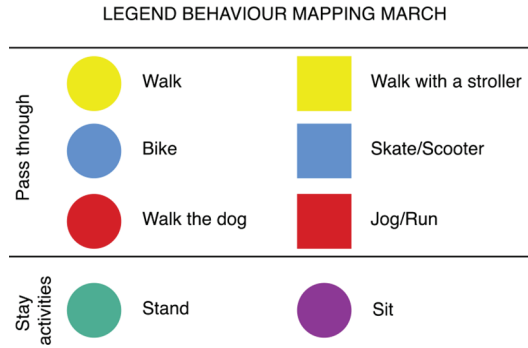 LEGEND BEHAVIOUR MAPPING MARCH
Pass through
Walk
Walk with a stroller
Bike
Skate/Scooter
Walk the dog
Jog/Run
Stay
activities
Stand
Sit